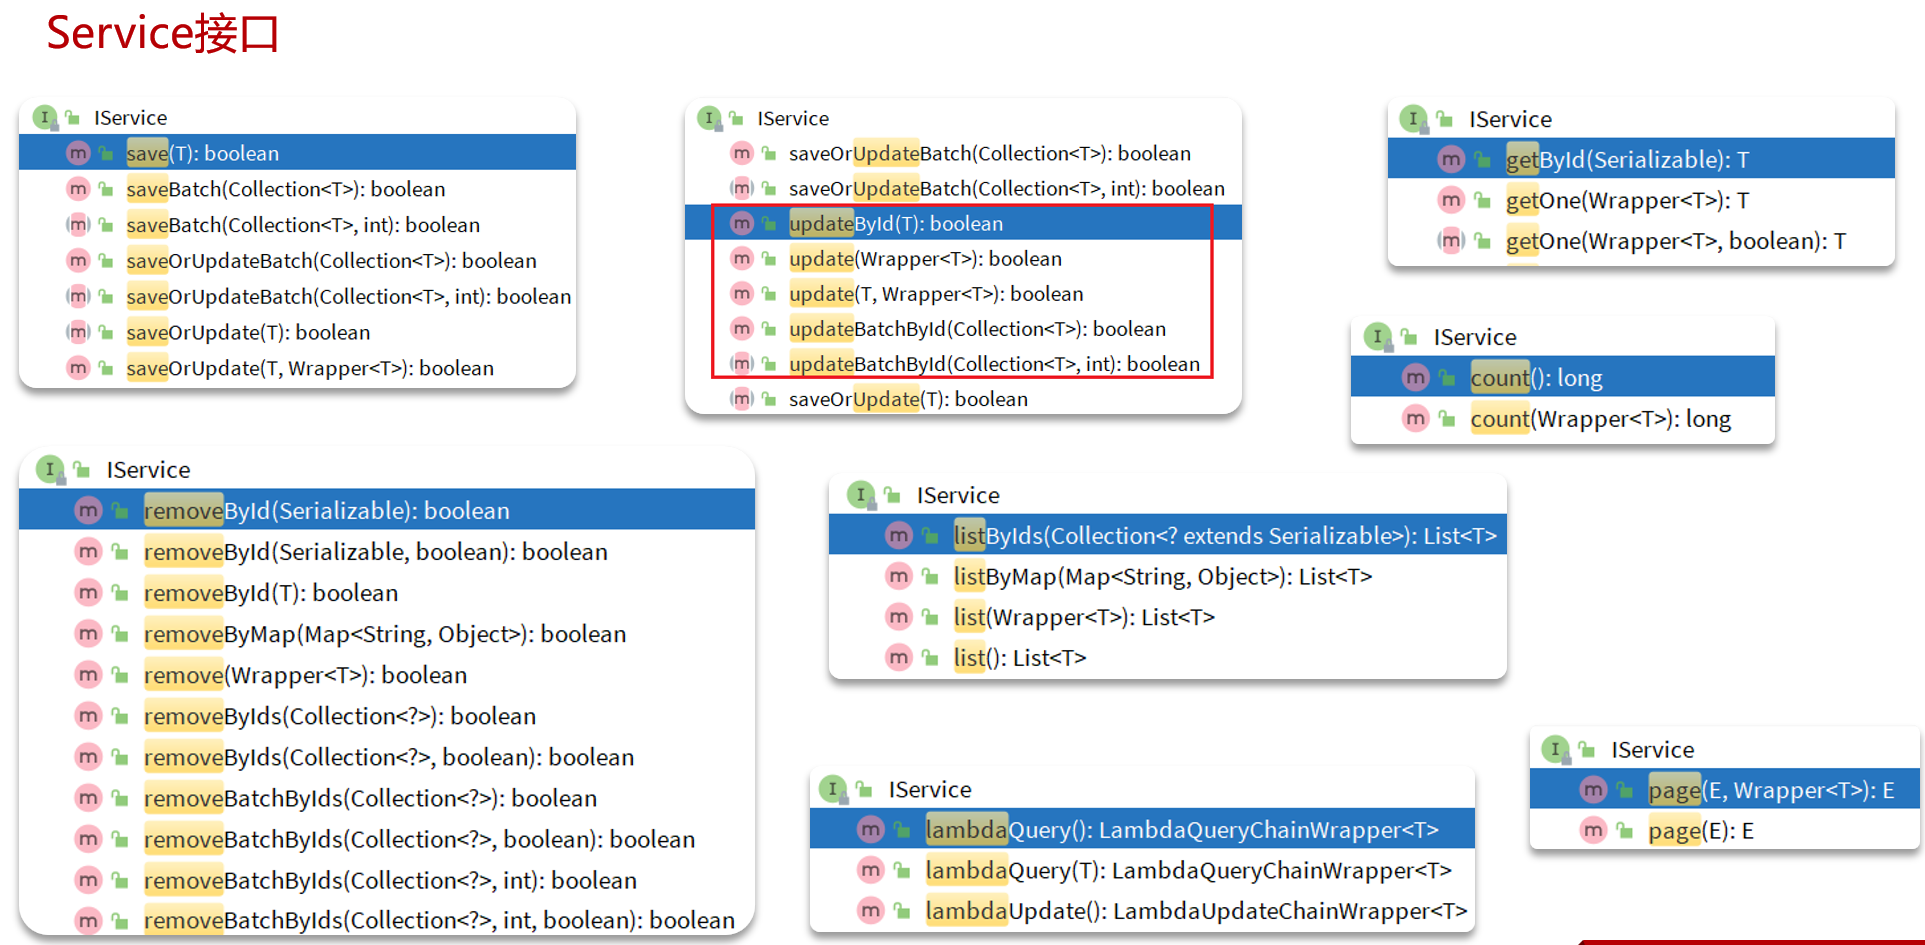 Service接口
IService
save(T): boolean
saveBatch(Collection<T>): boolean
saveBatch(Collection<T>, int): boolean
saveOrUpdateBatch(Collection<T>): boolean
saveOrUpdateBatch(Collection<T>, int): boolean
saveOrUpdate(T): boolean
saveOrUpdate(T, Wrapper<T>): boolean
IService
saveOrUpdateBatch(Collection<T>): boolean
saveOrUpdateBatch(Collection<T>, int): boolean
updateById(T): boolean
update(Wrapper<T>): boolean
update(T, Wrapper<T>): boolean
updateBatchById(Collection<T>): boolean
updateBatchById(Collection<T>, int): boolean
saveOrUpdate(T): boolean
IService
getById(Serializable): T
getOne(Wrapper<T>): T
getOne(Wrapper<T>, boolean): T
IService
count(): long
count(Wrapper<T>): long
IService
removeById(Serializable): boolean
removeById(Serializable, boolean): boolean
removeById(T): boolean
removeByMap(Map<String, Object>): boolean
remove(Wrapper<T>): boolean
removeByIds(Collection<?>): boolean
removeByIds(Collection<?>, boolean): boolean
removeBatchByIds(Collection<?>): boolean
removeBatchByIds(Collection<?>, boolean): boolean
removeBatchByIds(Collection<?>, int): boolean
removeBatchByIds(Collection<?>, int, boolean): boolean
IService
listByIds(Collection<? extends Serializable>): List<T>
listByMap(Map<String, Object>): List<T>
list(Wrapper<T>): List<T>
list(): List<T>
IService
lambdaQuery(): LambdaQueryChainWrapper<T>
lambdaQuery(T): LambdaQueryChainWrapper<T>
lambdaUpdate(): LambdaUpdateChainWrapper<T>
IService
page(E, Wrapper<T>): E
page(E): E